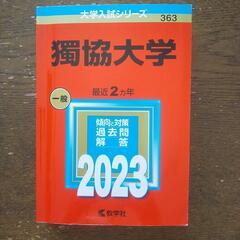 大学入試シリーズ
363
獨協大学
最近2カ年
一般
傾向と対策
過去問
解答
2023
教学社